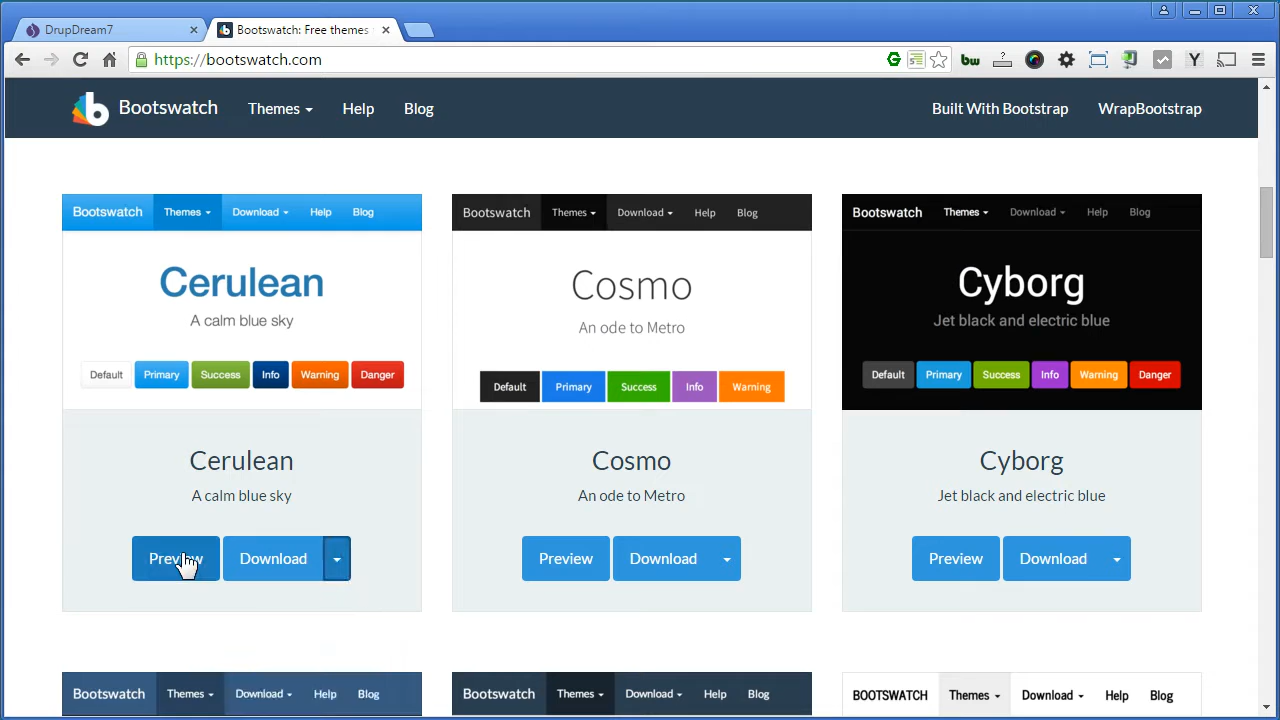 DrupDream7
Bootswatch: Free themes
https://bootswatch.com
Bootswatch Themes Help Blog Built With Bootstrap WrapBootstrap
Bootswatch Themes Download Help Blog
Cerulean
A calm blue sky
Default Primary Success Info Warning Danger
Cerulean
A calm blue sky
Preview Download
Bootswatch Themes Download Help Blog
Cosmo
An ode to Metro
Default Primary Success Info Warning
Cosmo
An ode to Metro
Preview Download
Bootswatch Themes Download Help Blog
Cyborg
Jet black and electric blue
Default Primary Success Info Warning Danger
Cyborg
Jet black and electric blue
Preview Download
Bootswatch Themes Download Help Blog
Bootswatch Themes Download Help Blog
BOOTSWATCH Themes Download Help Blog